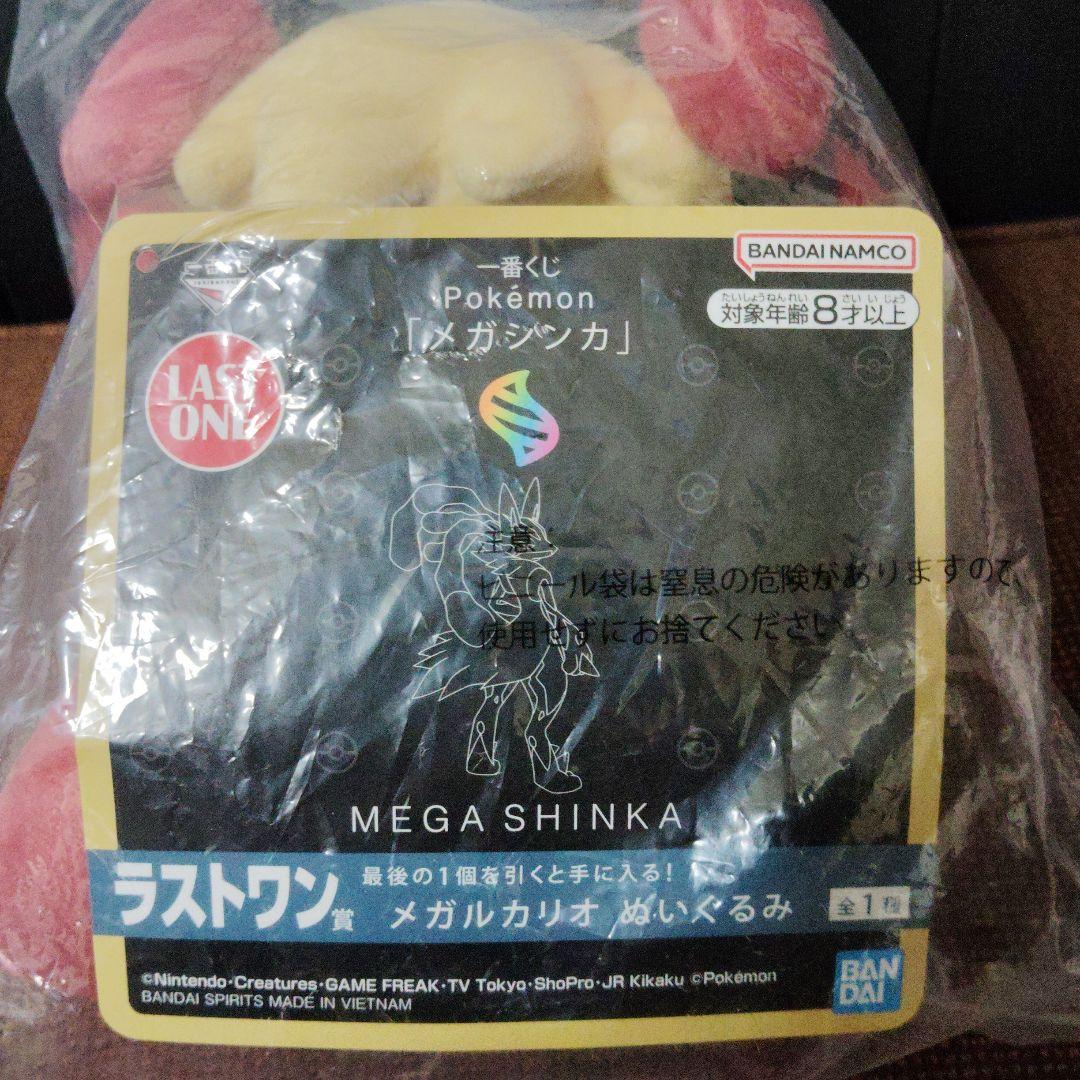 一番くじ
BANDAI NAMCO
一番くじ
Pokémon
「メガシンカ」
たいしょうねんれい さい い じょう
対象年齢8才以上
LAST
ONE
注意:
ビニール袋は窒息の危険がありますので、
使用せずにお捨てください
MEGA SHINKA
最後の1個を引くと手に入る!
ラストワン賞 メガルカリオ ぬいぐるみ 全1種
©Nintendo・Creatures・GAME FREAK・TV Tokyo・ShoPro・JR Kikaku ©Pokémon
BANDAI SPIRITS MADE IN VIETNAM
BAN
DAI